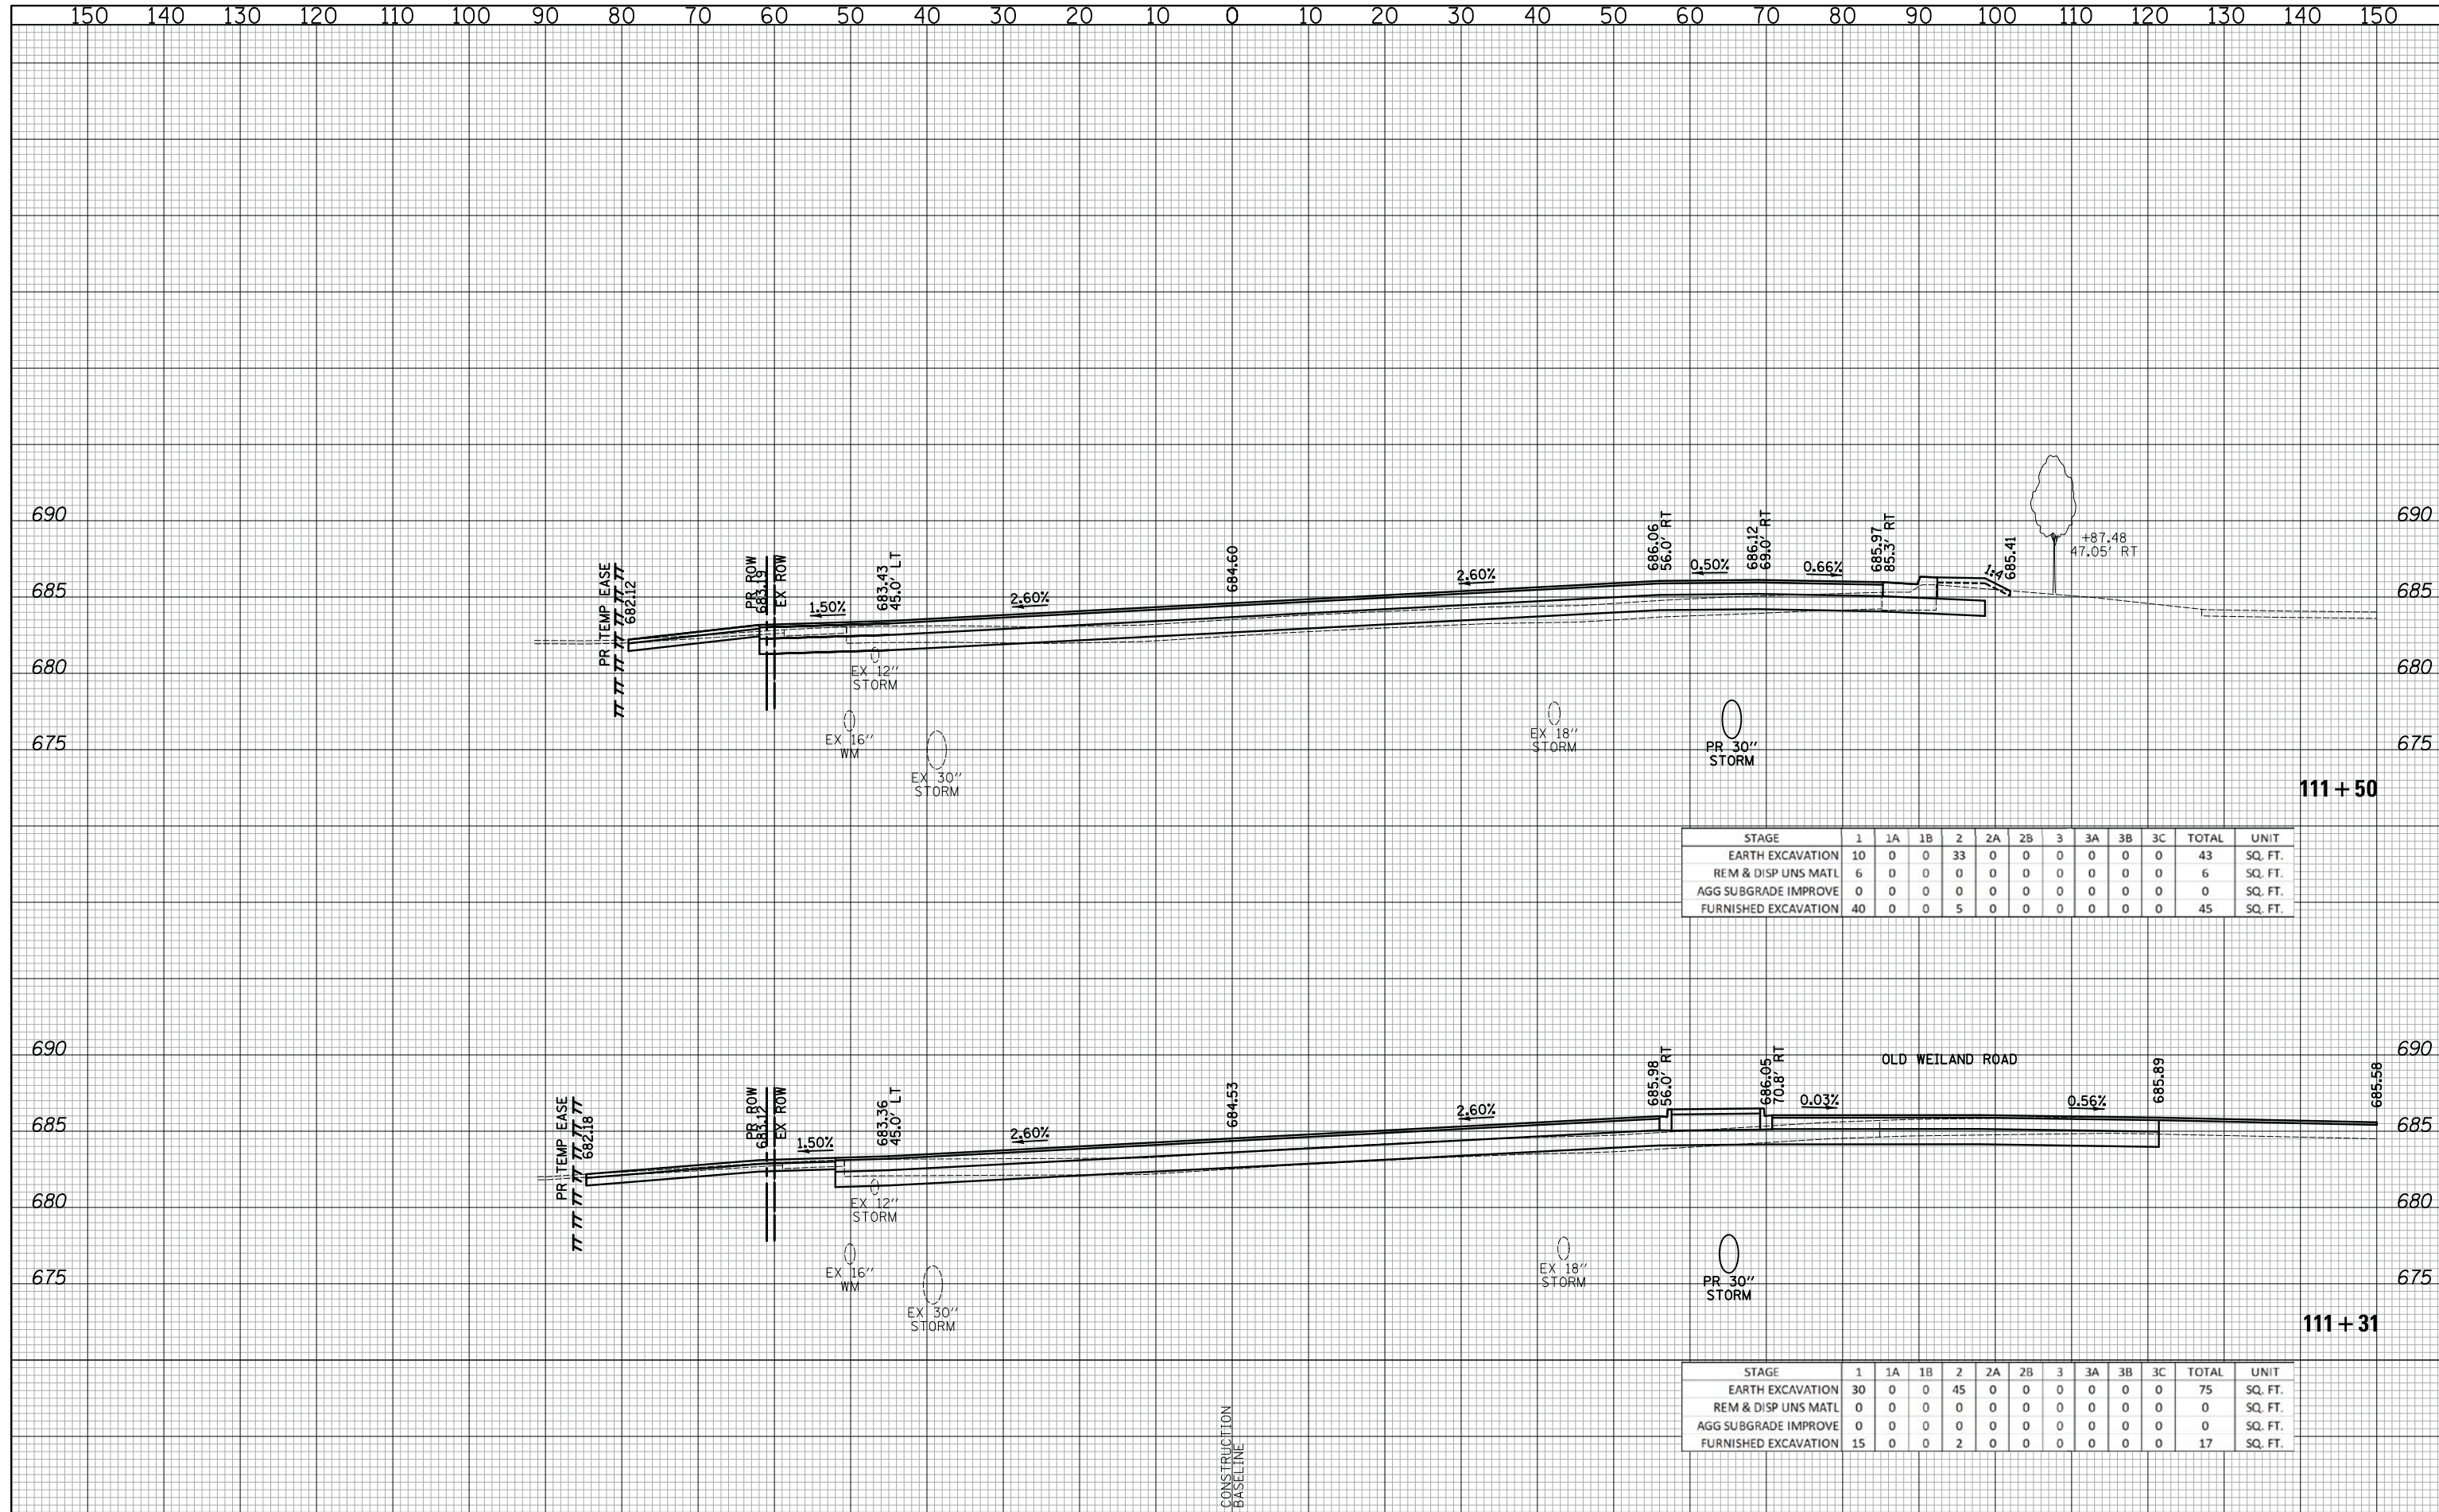 150 140 130 120 110 100 90 80 70 60 50 40 30 20 10 0 10 20 30 40 50 60 70 80 90 100 110 120 130 140 150
690 690
685 685
680 680
675 675
PR TEMP EASE
682.12
PR ROW
683.19
EX ROW
1.50%
683.43
45.0' LT
2.60%
684.60
2.60%
686.06
56.0' RT
0.50%
686.12
69.0' RT
0.66%
685.97
85.3' RT
1:4
685.41
+87.48
47.05' RT
EX 12"
STORM
EX 16"
WM
EX 30"
STORM
EX 18"
STORM
PR 30"
STORM
111+50
STAGE 1 1A 1B 2 2A 2B 3 3A 3B 3C TOTAL UNIT
EARTH EXCAVATION 10 0 0 33 0 0 0 0 0 0 43 SQ. FT.
REM & DISP UNS MATL 6 0 0 0 0 0 0 0 0 0 6 SQ. FT.
AGG SUBGRADE IMPROVE 0 0 0 0 0 0 0 0 0 0 0 SQ. FT.
FURNISHED EXCAVATION 40 0 0 5 0 0 0 0 0 0 45 SQ. FT.
690 690
685 685
680 680
675 675
PR TEMP EASE
682.18
PR ROW
683.12
EX ROW
1.50%
683.36
45.0' LT
2.60%
684.53
2.60%
685.98
56.0' RT
686.05
70.8' RT
0.03%
OLD WEILAND ROAD
0.56%
685.89
685.58
EX 12"
STORM
EX 16"
WM
EX 30"
STORM
EX 18"
STORM
PR 30"
STORM
111+31
STAGE 1 1A 1B 2 2A 2B 3 3A 3B 3C TOTAL UNIT
EARTH EXCAVATION 30 0 0 45 0 0 0 0 0 0 75 SQ. FT.
REM & DISP UNS MATL 0 0 0 0 0 0 0 0 0 0 0 SQ. FT.
AGG SUBGRADE IMPROVE 0 0 0 0 0 0 0 0 0 0 0 SQ. FT.
FURNISHED EXCAVATION 15 0 0 2 0 0 0 0 0 0 17 SQ. FT.
CONSTRUCTION
BASELINE